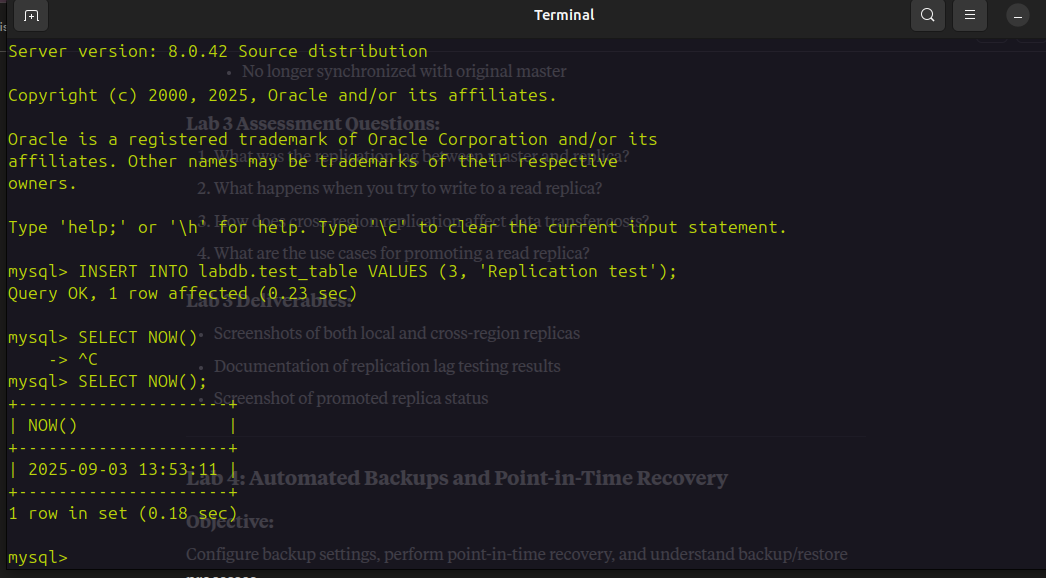 Terminal
Server version: 8.0.42 Source distribution
No longer synchronized with original master
Copyright (c) 2000, 2025, Oracle and/or its affiliates.
Lab 3 Assessment Questions:
Oracle is a registered trademark of Oracle Corporation and/or its
1. What was the replication lag between master and replica?
affiliates. Other names may be trademarks of their respective
owners.
2. What happens when you try to write to a read replica?
3. How does cross-region replication affect data transfer costs?
Type 'help;' or '\h' for help. Type '\c' to clear the current input statement.
4. What are the use cases for promoting a read replica?
mysql> INSERT INTO labdb.test_table VALUES (3, 'Replication test');
Query OK, 1 row affected (0.23 sec)
Lab 3 Deliverables:
Screenshots of both local and cross-region replicas
mysql> SELECT NOW()
    -> ^C
Documentation of replication lag testing results
mysql> SELECT NOW();
Screenshot of promoted replica status
+---------------------+
| NOW()               |
+---------------------+
| 2025-09-03 13:53:11 |
Lab 4: Automated Backups and Point-in-Time Recovery
+---------------------+
1 row in set (0.18 sec)
Objective:
Configure backup settings, perform point-in-time recovery, and understand backup/restore
mysql>